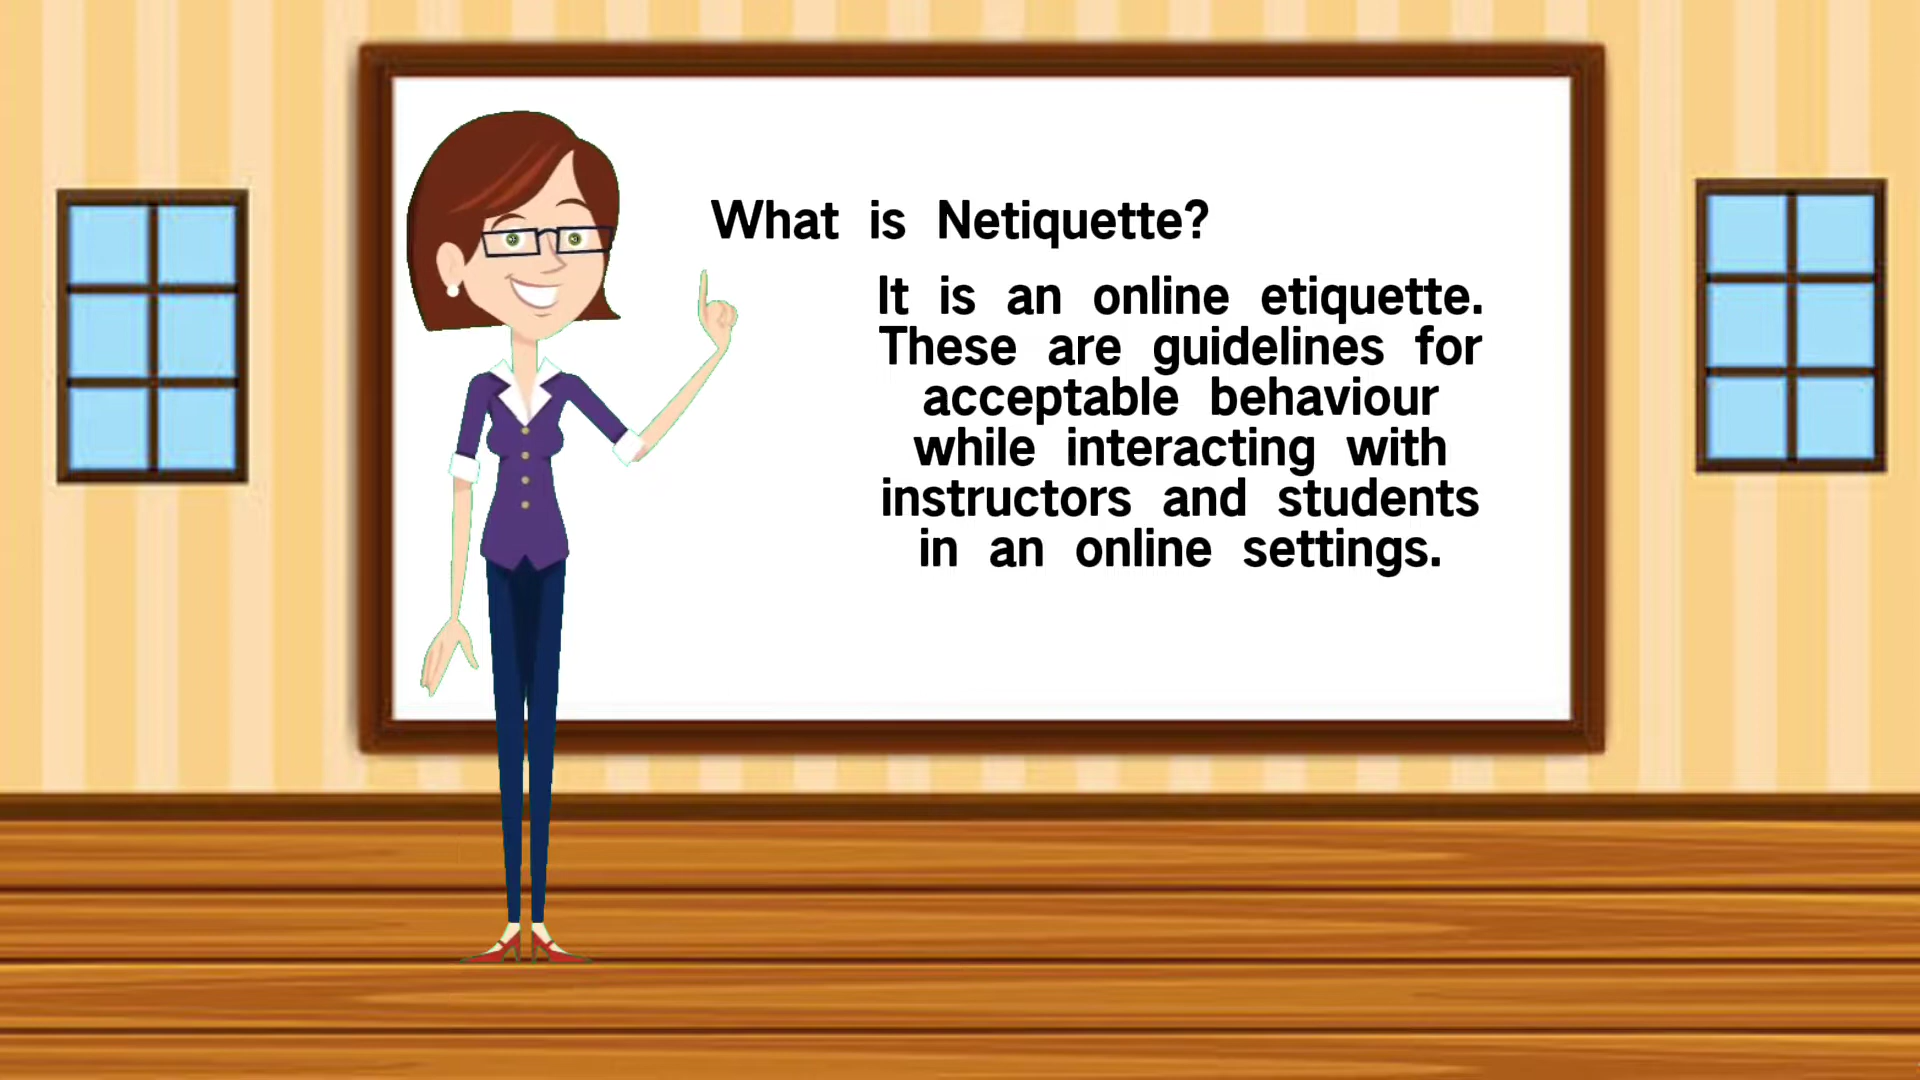 What is Netiquette?
It is an online etiquette.
These are guidelines for
acceptable behaviour
while interacting with
instructors and students
in an online settings.